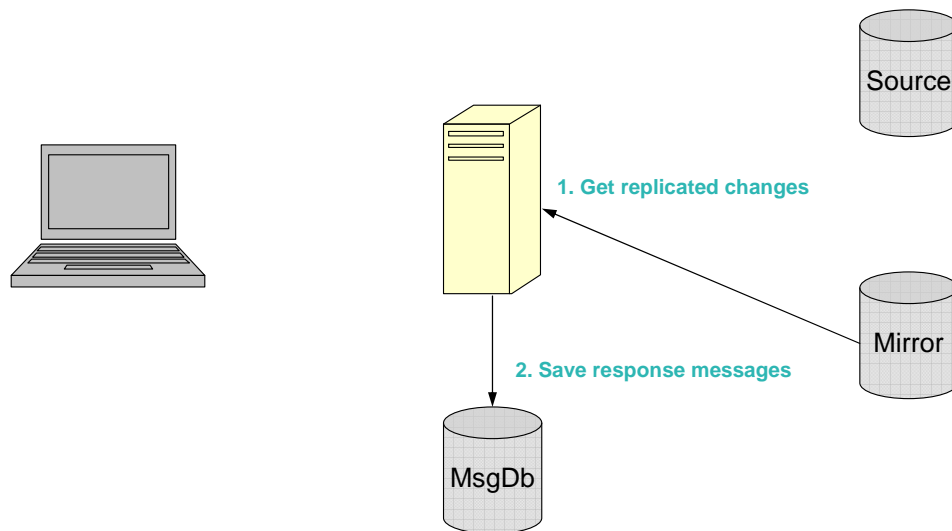 Source
1. Get replicated changes
Mirror
2. Save response messages
MsgDb